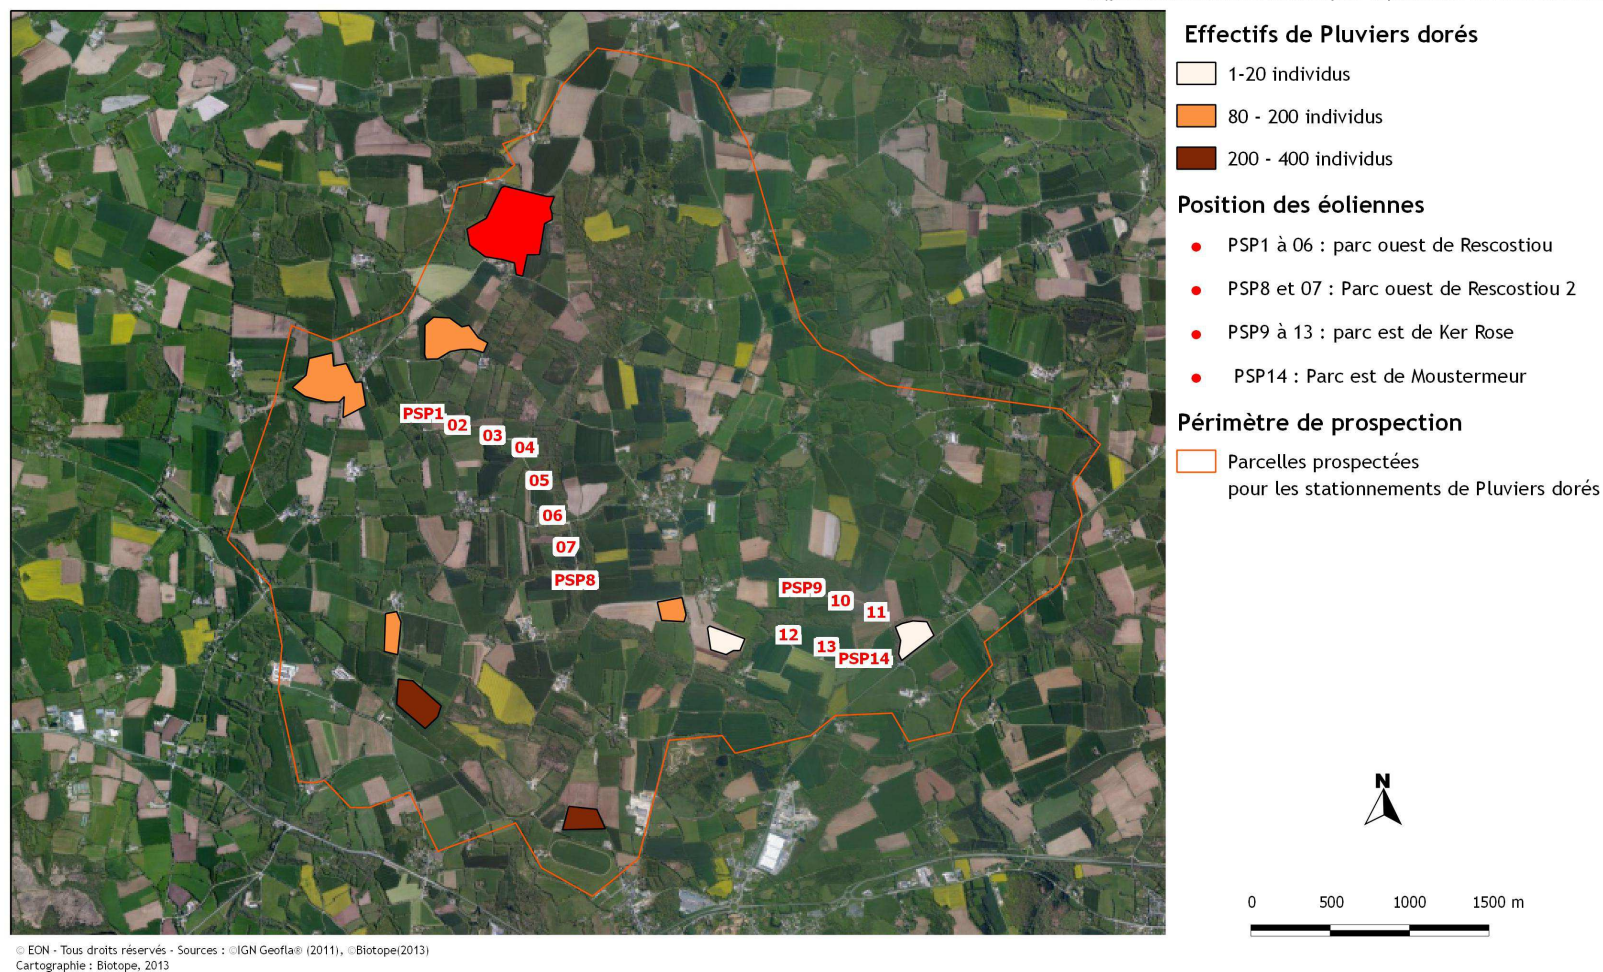 Effectifs de Pluviers dorés
1-20 individus
80 - 200 individus
200 - 400 individus
Position des éoliennes
PSP1 à 06 : parc ouest de Rescostiou
PSP8 et 07 : Parc ouest de Rescostiou 2
PSP9 à 13 : parc est de Ker Rose
PSP14 : Parc est de Moustermeur
Périmètre de prospection
Parcelles prospectées
pour les stationnements de Pluviers dorés
PSP1
02
03
04
05
06
07
PSP8
PSP9
10
11
12
13
PSP14
N
0 500 1000 1500 m
© EON - Tous droits réservés - Sources : ©IGN Geofla® (2011), ©Biotope(2013)
Cartographie : Biotope, 2013